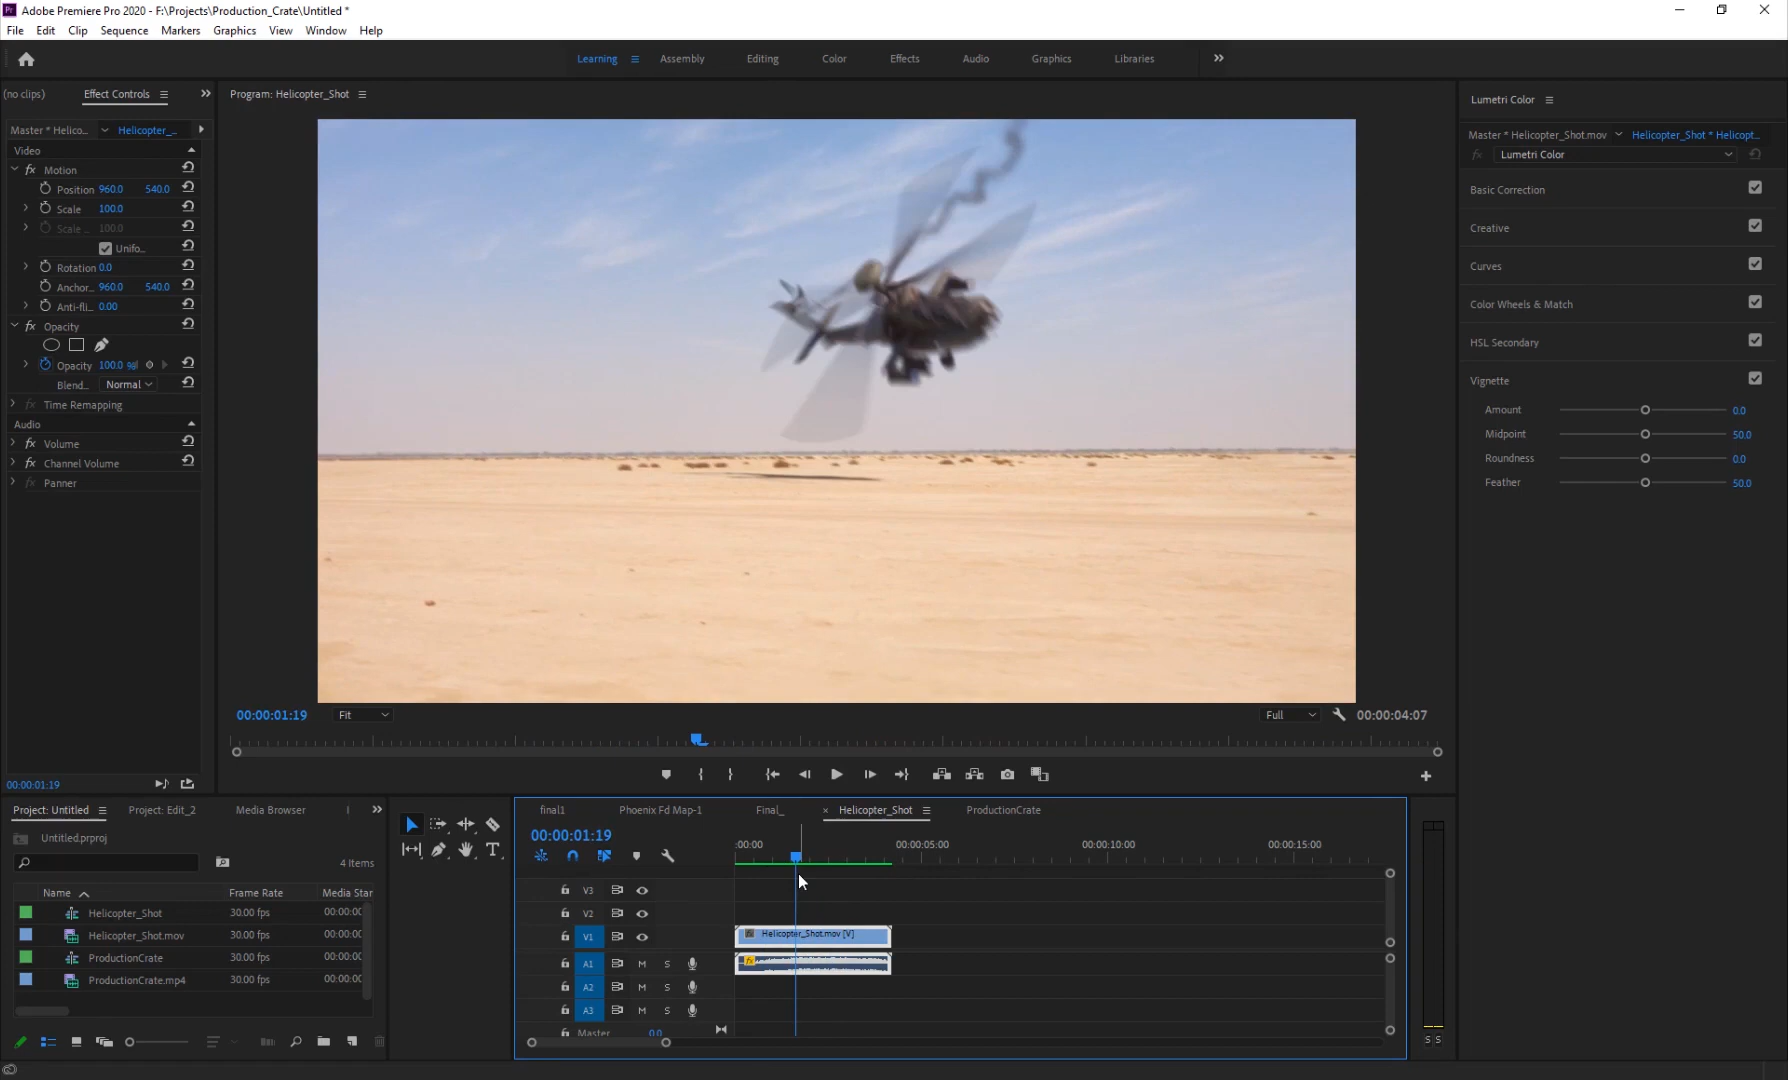 Adobe Premiere Pro 2020 - F:\Projects\Production_Crate\Untitled *
File Edit Clip Sequence Markers Graphics View Window Help
Learning Assembly Editing Color Effects Audio Graphics Libraries
(no clips) Effect Controls
Program: Helicopter_Shot
Lumetri Color
Master * Helico... Helicopter_...
Master * Helicopter_Shot.mov Helicopter_Shot * Helicopt...
fx Lumetri Color
Video
fx Motion
Position 960.0 540.0
Scale 100.0
Scale ... 100.0
Unifo...
Rotation 0.0
Anchor... 960.0 540.0
Anti-fli... 0.00
fx Opacity
Opacity 100.0 %
Blend... Normal
fx Time Remapping
Audio
fx Volume
fx Channel Volume
fx Panner
Basic Correction
Creative
Curves
Color Wheels & Match
HSL Secondary
Vignette
Amount 0.0
Midpoint 50.0
Roundness 0.0
Feather 50.0
00:00:01:19 Fit Full 00:00:04:07
00:00:01:19
Project: Untitled Project: Edit_2 Media Browser
Untitled.prproj
4 Items
Name Frame Rate Media Star
Helicopter_Shot 30.00 fps 00:00:00
Helicopter_Shot.mov 30.00 fps 00:00:00
ProductionCrate 30.00 fps 00:00:00
ProductionCrate.mp4 30.00 fps 00:00:00
final1 Phoenix Fd Map-1 Final_ × Helicopter_Shot ProductionCrate
00:00:01:19
:00:00 00:00:05:00 00:00:10:00 00:00:15:00
V3
V2
V1 Helicopter_Shot.mov [V]
A1 M S fx
A2 M S
A3 M S
Master 0.0
S S